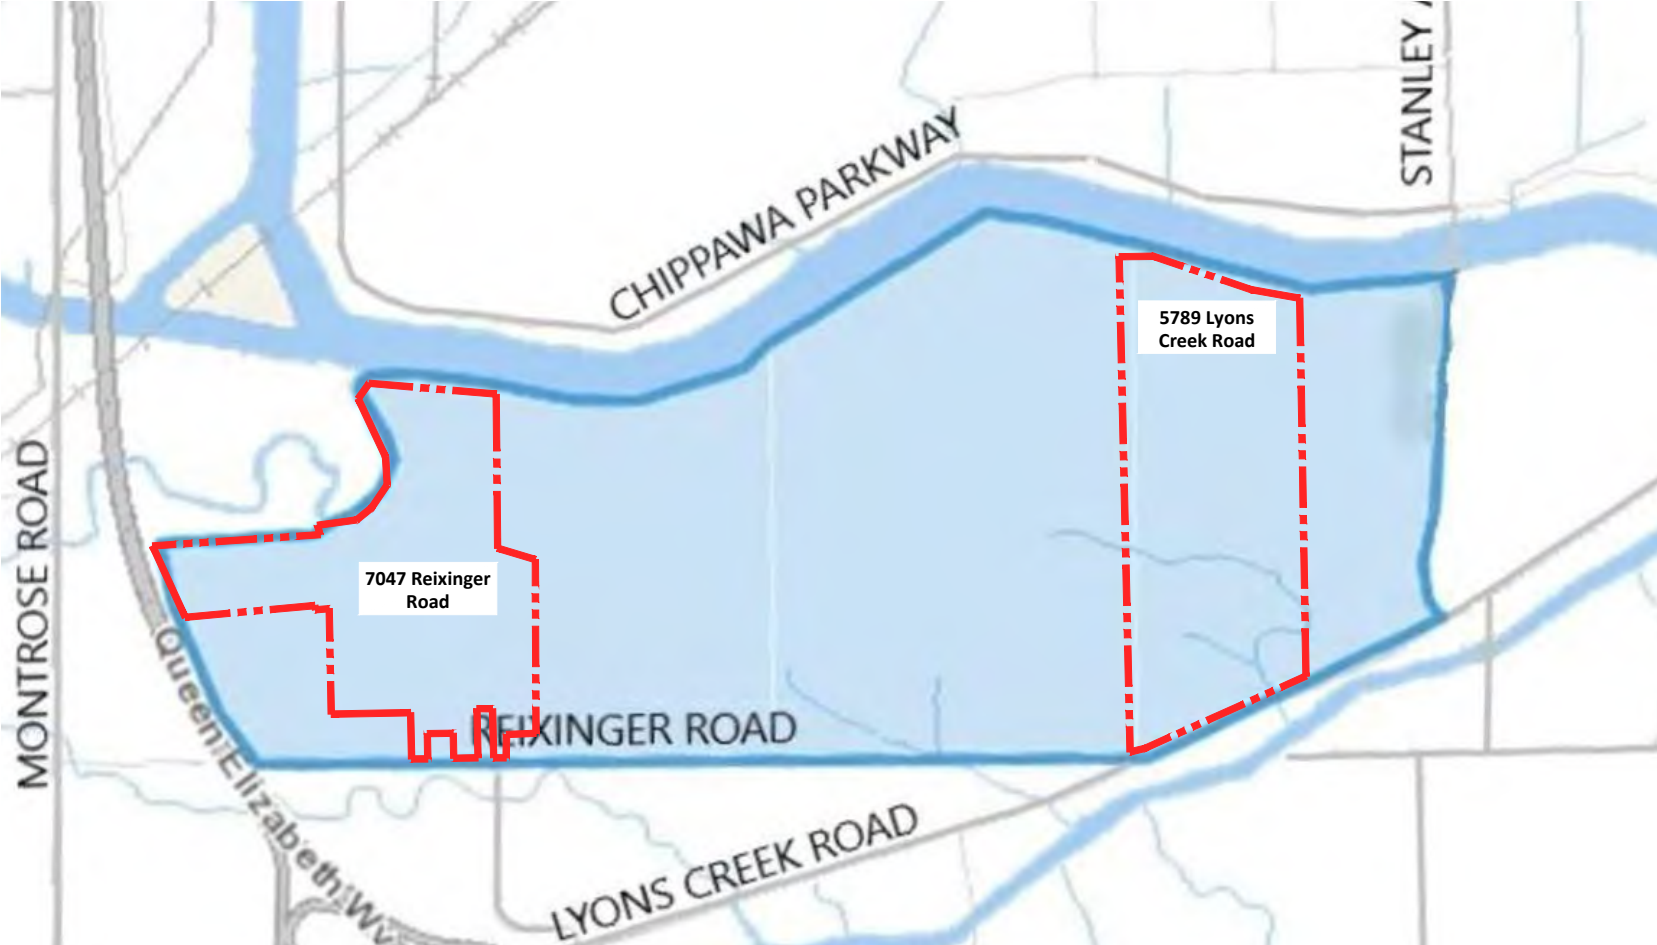 STANLEY
CHIPPAWA PARKWAY
5789 Lyons
Creek Road
MONTROSE ROAD
7047 Reixinger
Road
Queen Elizabeth Wy
REIXINGER ROAD
LYONS CREEK ROAD